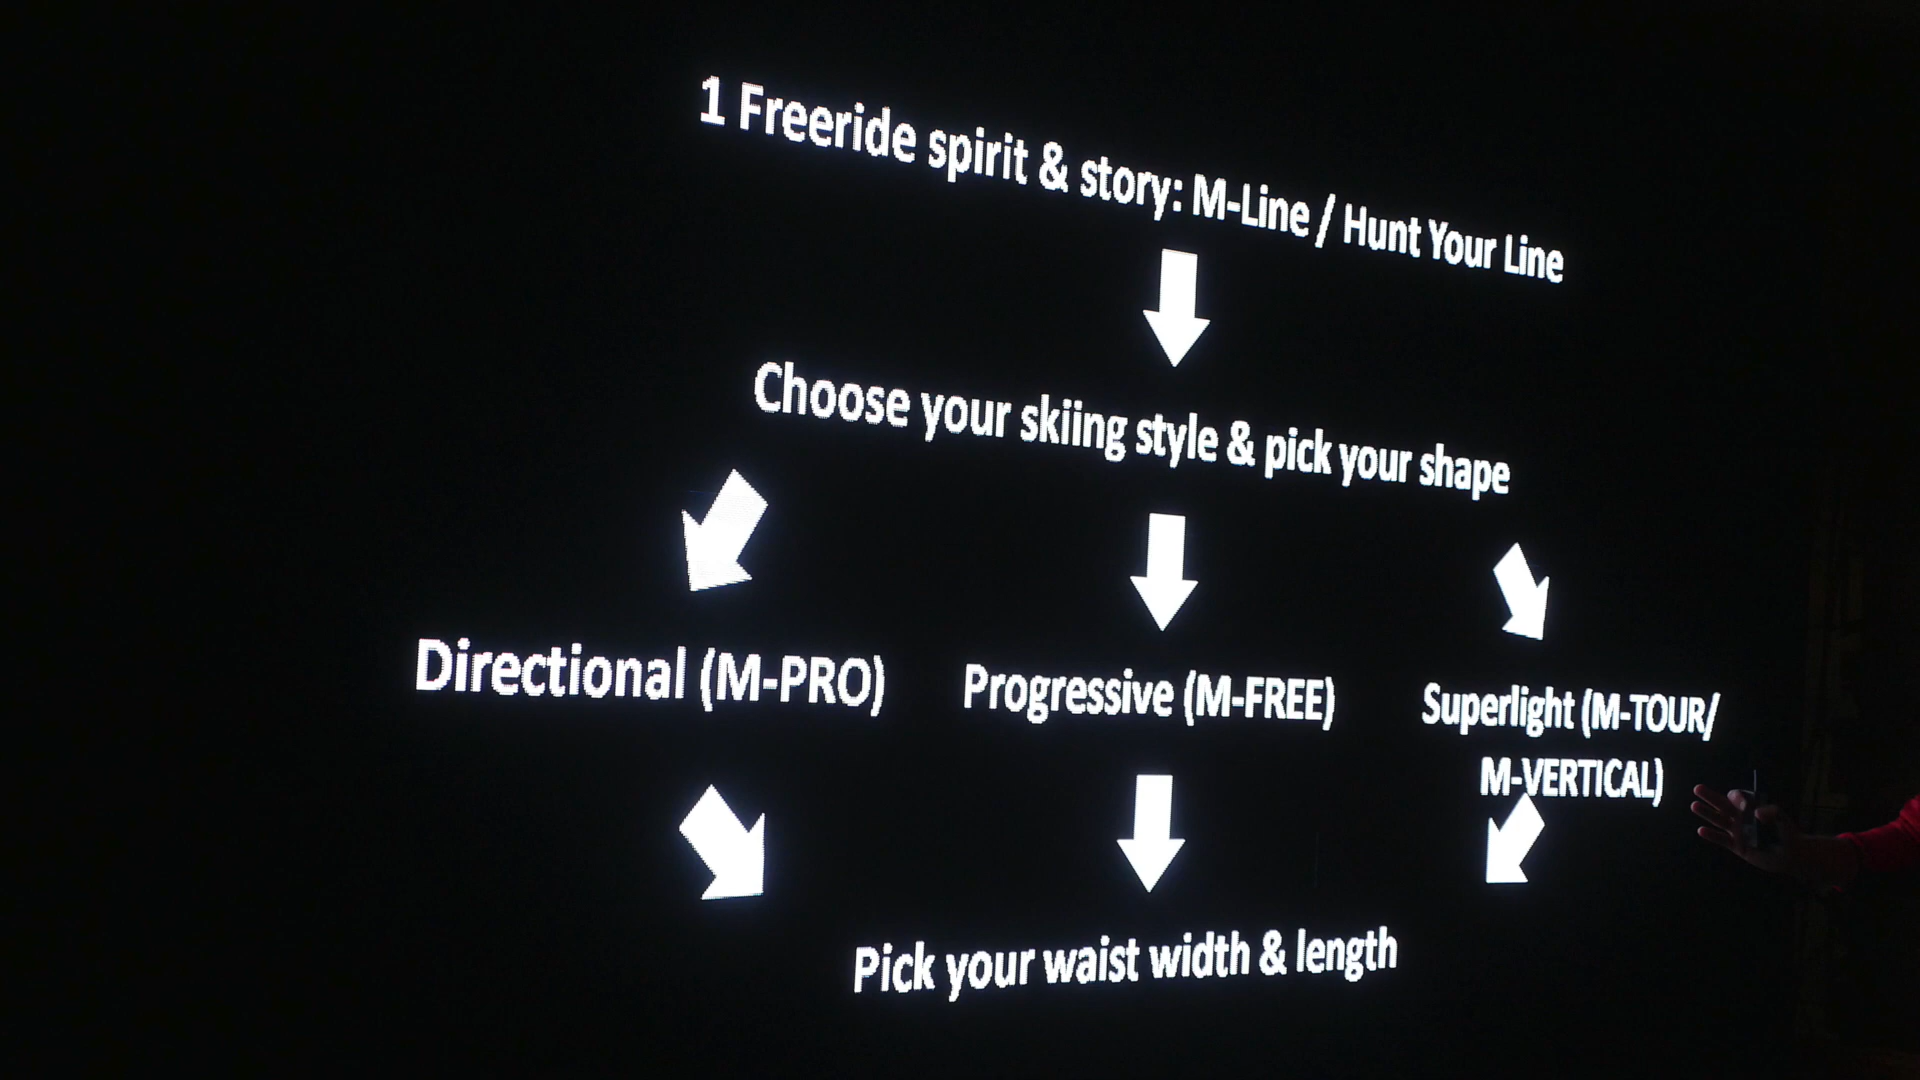 1 Freeride spirit & story: M-Line / Hunt Your Line
Choose your skiing style & pick your shape
Directional (M-PRO)
Progressive (M-FREE)
Superlight (M-TOUR/
M-VERTICAL)
Pick your waist width & length